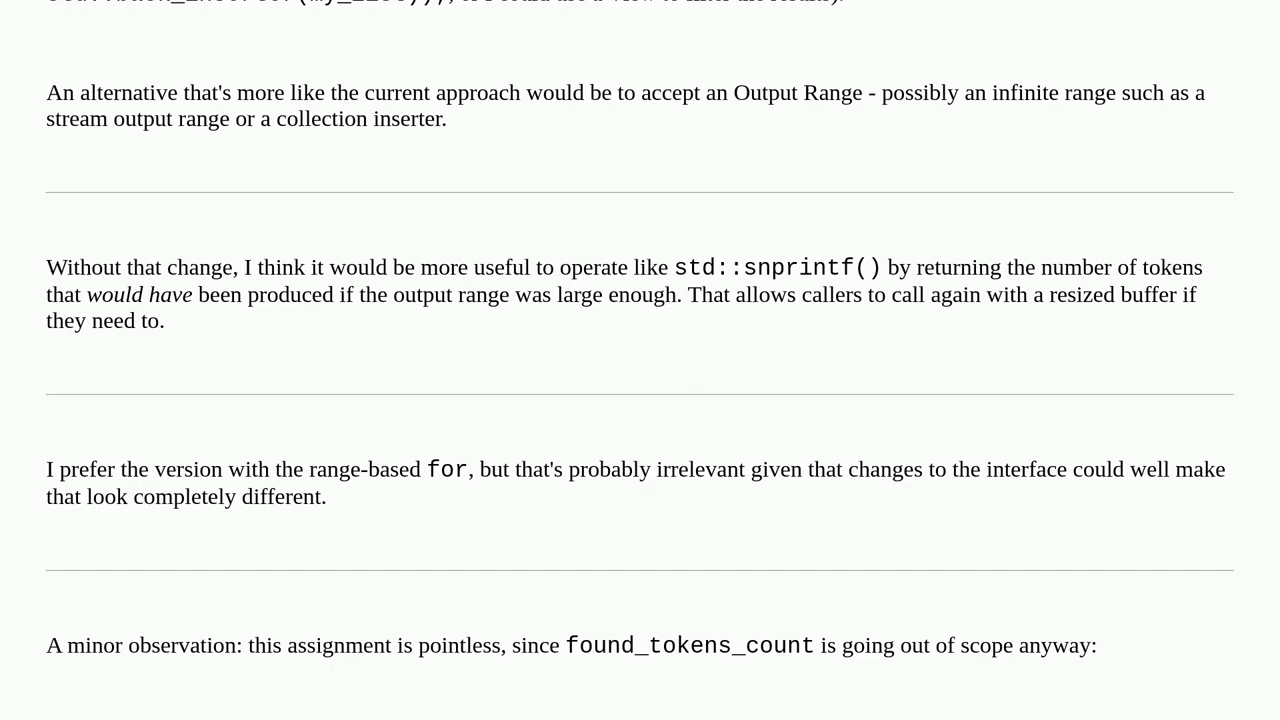 An alternative that's more like the current approach would be to accept an Output Range - possibly an infinite range such as a
stream output range or a collection inserter.
Without that change, I think it would be more useful to operate like std::snprintf() by returning the number of tokens
that would have been produced if the output range was large enough. That allows callers to call again with a resized buffer if
they need to.
I prefer the version with the range-based for, but that's probably irrelevant given that changes to the interface could well make
that look completely different.
A minor observation: this assignment is pointless, since found_tokens_count is going out of scope anyway: